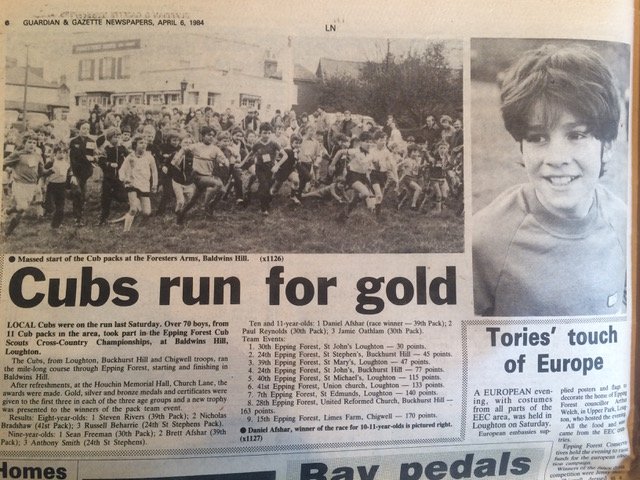 6
GUARDIAN & GAZETTE NEWSPAPERS, APRIL 6, 1984
LN
● Massed start of the Cub packs at the Foresters Arms, Baldwins Hill. (x1126)
Cubs run for gold
LOCAL Cubs were on the run last Saturday. Over 70 boys, from
11 Cub packs in the area, took part in the Epping Forest Cub
Scouts Cross-Country Championships, at Baldwins Hill,
Loughton.
The Cubs, from Loughton, Buckhurst Hill and Chigwell troops, ran
the mile-long course through Epping Forest, starting and finishing in
Baldwins Hill.
After refreshments, at the Houchin Memorial Hall, Church Lane, the
awards were made. Gold, silver and bronze medals and certificates were
given to the first three in each of the three age groups and a new trophy
was presented to the winners of the pack team event.
Results: Eight-year-olds: 1 Steven Rivers (39th Pack); 2 Nicholas
Bradshaw (41st Pack); 3 Russell Beharrie (24th St Stephens Pack).
Nine-year-olds: 1 Sean Freeman (30th Pack); 2 Brett Afshar (39th
Pack); 3 Anthony Smith (24th St Stephens).
Ten and 11-year-olds: 1 Daniel Afshar (race winner — 39th Pack); 2
Paul Reynolds (30th Pack); 3 Jamie Oathlam (30th Pack).
Team Events:
1. 30th Epping Forest, St John's Loughton — 30 points.
2. 24th Epping Forest, St Stephen's, Buckhurst Hill — 45 points.
3. 39th Epping Forest, St Mary's, Loughton — 47 points.
4. 24th Epping Forest, St John's, Buckhurst Hill — 77 points.
5. 40th Epping Forest, St Michael's, Loughton — 115 points.
6. 41st Epping Forest, Union Church, Loughton — 133 points.
7. 7th Epping Forest, St Edmunds, Loughton — 140 points.
8. 28th Epping Forest, United Reformed Church, Buckhurst Hill —
163 points.
9. 15th Epping Forest, Limes Farm, Chigwell — 170 points.
● Daniel Afshar, winner of the race for 10-11-year-olds is pictured right.
(x1127)
Tories' touch
of Europe
A EUROPEAN even-
ing, with costumes
from all parts of the
EEC area, was held in
Loughton on Saturday.
European embassies sup-
plied posters and flags to
decorate the home of Epping
Forest councillor
Welch, in Upper Park, Lough-
ton, who hosted the
All the food and
came from the EEC
tries.
Epping Forest Conserva-
tives held the evening to raise
funds for the european elec-
tion campaign.
Homes
Ray pedals